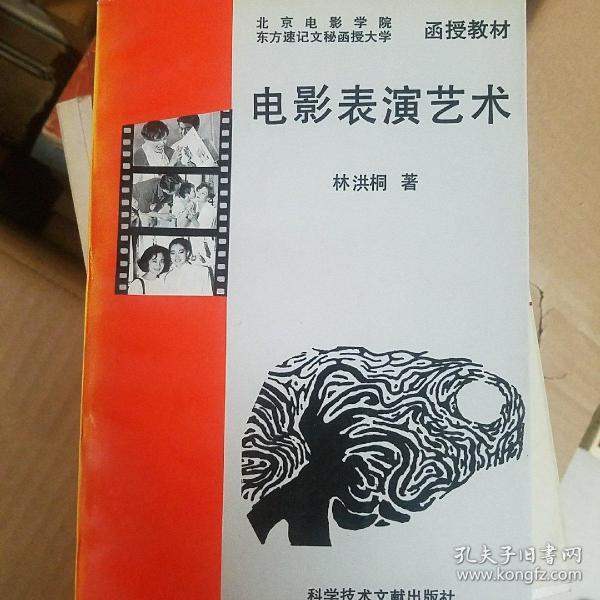 北京电影学院
东方速记文秘函授大学
函授教材
电影表演艺术
林洪桐 著
科学技术文献出版社
孔夫子旧书网
www.kongfz.com